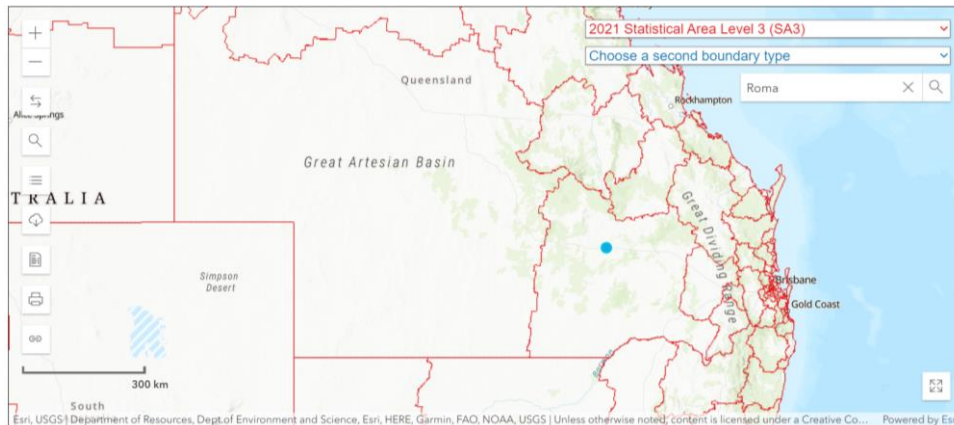 2021 Statistical Area Level 3 (SA3)
Choose a second boundary type
Roma
Queensland
Rockhampton
Alice Springs
Great Artesian Basin
TRALIA
Great Dividing Range
Simpson
Desert
Brisbane
Gold Coast
300 km
South
Esri, USGS | Department of Resources, Dept.of Environment and Science, Esri, HERE, Garmin, FAO, NOAA, USGS | Unless otherwise noted, content is licensed under a Creative Co...
Powered by Esri